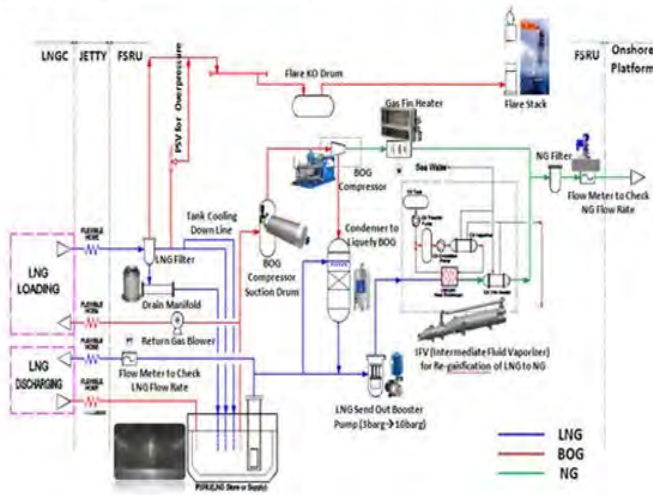 LNGC
JETTY
FSRU
FSRU
Onshore
Platform
PSV for Overpressure
Flare KO Drum
Flare Stack
Gas Fin Heater
BOG
Compressor
Sea Water
NG Filter
Flow Meter to Check
NG Flow Rate
Tank Cooling
Down Line
LNG Filter
BOG
Compressor
Suction Drum
Condenser to
Liquefy BOG
LNG
LOADING
Drain Manifold
Return Gas Blower
LNG
DISCHARGING
Flow Meter to Check
LNG Flow Rate
IFV (Intermediate Fluid Vaporizer)
for Re-gasification of LNG to NG
LNG Send Out Booster
Pump (3barg→10barg)
LNG
BOG
NG